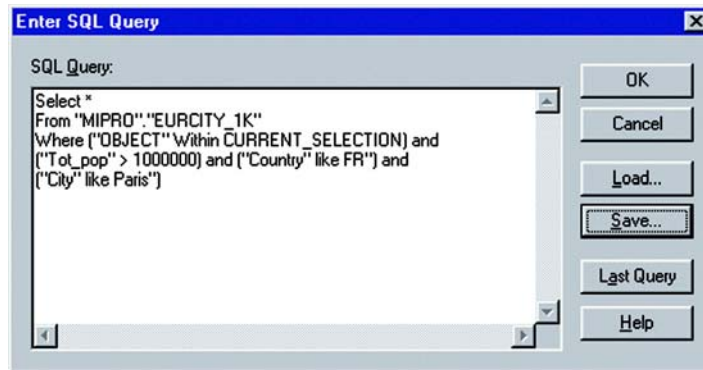 Enter SQL Query
SQL Query:
Select *
From "MIPRO"."EURCITY_1K"
Where ("OBJECT" Within CURRENT_SELECTION) and
("Tot_pop" > 1000000) and ("Country" like FR") and
("City" like Paris")
OK
Cancel
Load...
Save...
Last Query
Help